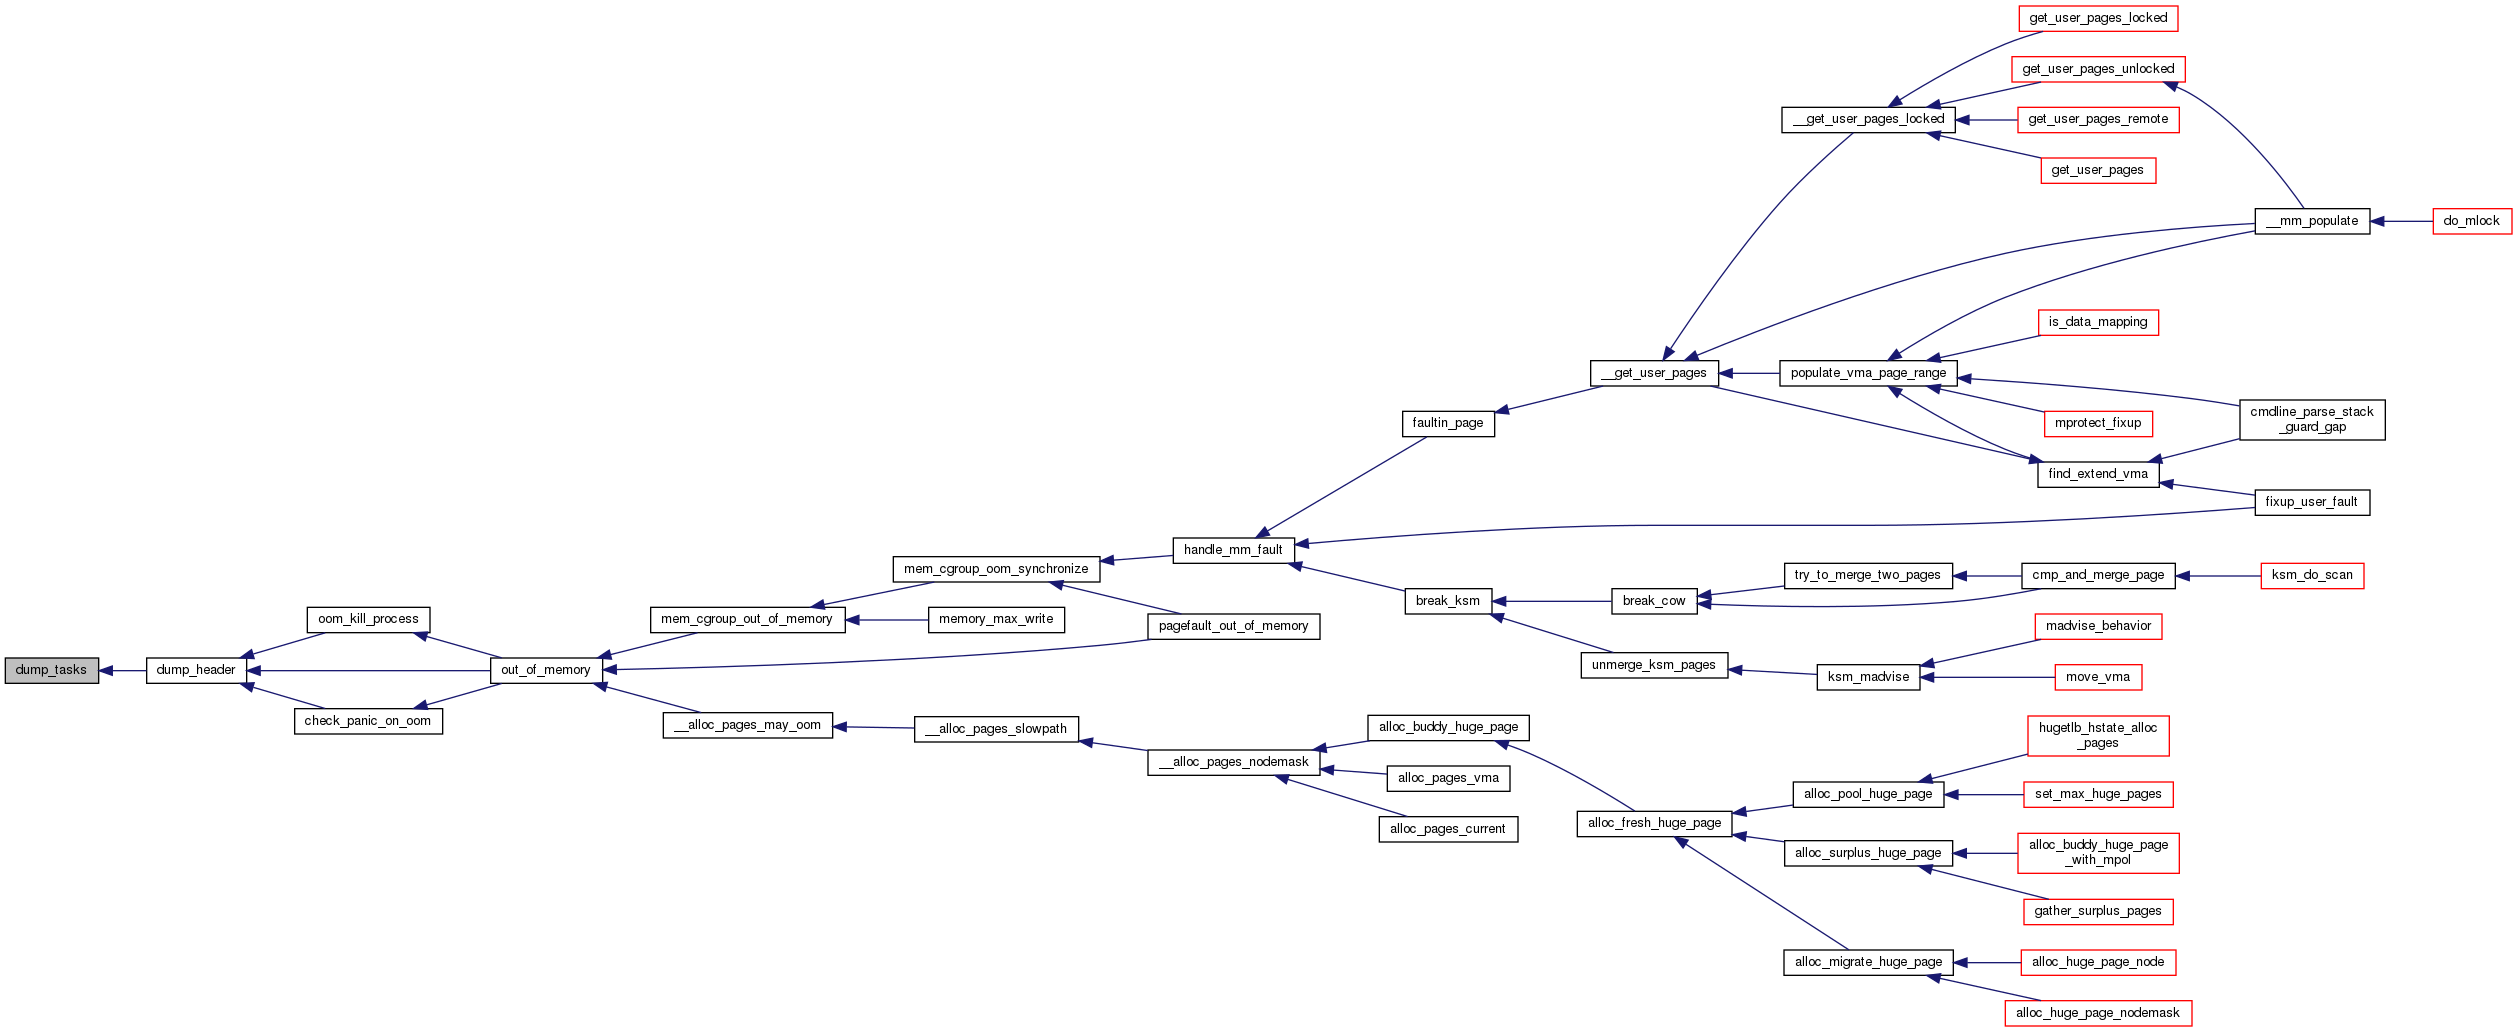 get_user_pages_locked
get_user_pages_unlocked
__get_user_pages_locked
get_user_pages_remote
get_user_pages
__mm_populate
do_mlock
is_data_mapping
__get_user_pages
populate_vma_page_range
faultin_page
mprotect_fixup
cmdline_parse_stack
_guard_gap
find_extend_vma
fixup_user_fault
handle_mm_fault
mem_cgroup_oom_synchronize
try_to_merge_two_pages
cmp_and_merge_page
ksm_do_scan
break_ksm
break_cow
oom_kill_process
mem_cgroup_out_of_memory
memory_max_write
pagefault_out_of_memory
madvise_behavior
dump_tasks
dump_header
out_of_memory
unmerge_ksm_pages
ksm_madvise
move_vma
check_panic_on_oom
__alloc_pages_may_oom
__alloc_pages_slowpath
alloc_buddy_huge_page
hugetlb_hstate_alloc
_pages
__alloc_pages_nodemask
alloc_pages_vma
alloc_pool_huge_page
set_max_huge_pages
alloc_pages_current
alloc_fresh_huge_page
alloc_surplus_huge_page
alloc_buddy_huge_page
_with_mpol
gather_surplus_pages
alloc_migrate_huge_page
alloc_huge_page_node
alloc_huge_page_nodemask